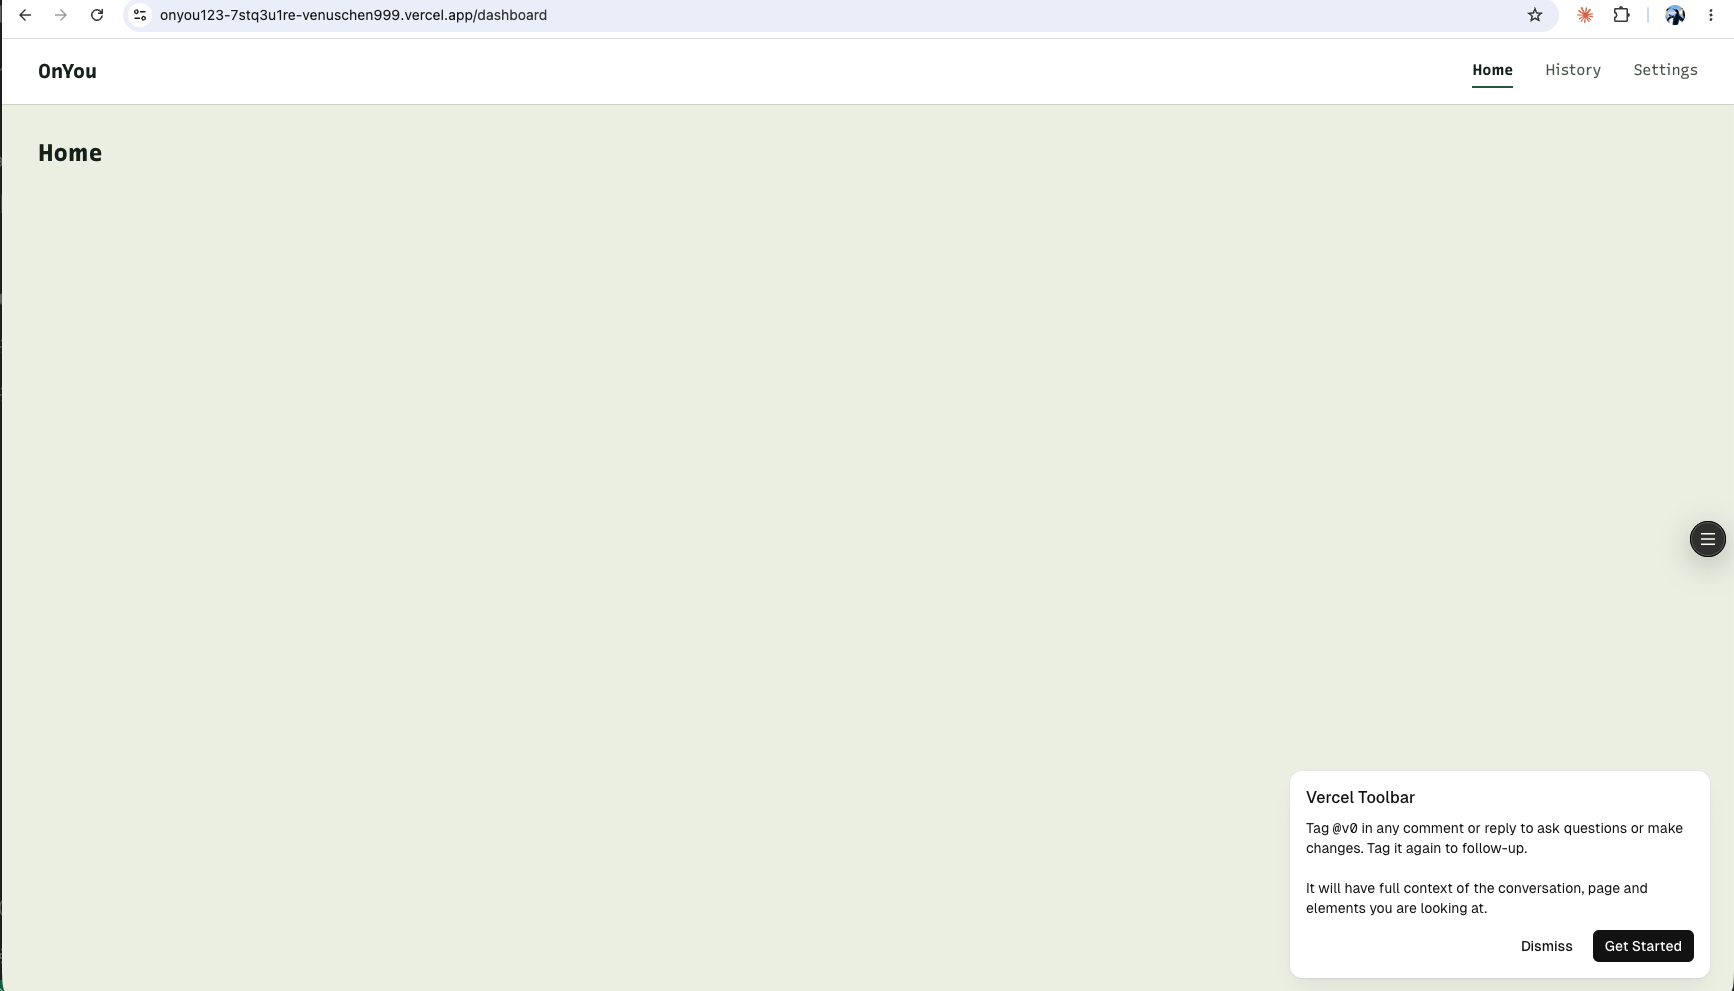 onyou123-7stq3u1re-venuschen999.vercel.app/dashboard
OnYou
Home
History
Settings
Home
Vercel Toolbar
Tag @v0 in any comment or reply to ask questions or make
changes. Tag it again to follow-up.
It will have full context of the conversation, page and
elements you are looking at.
Dismiss
Get Started